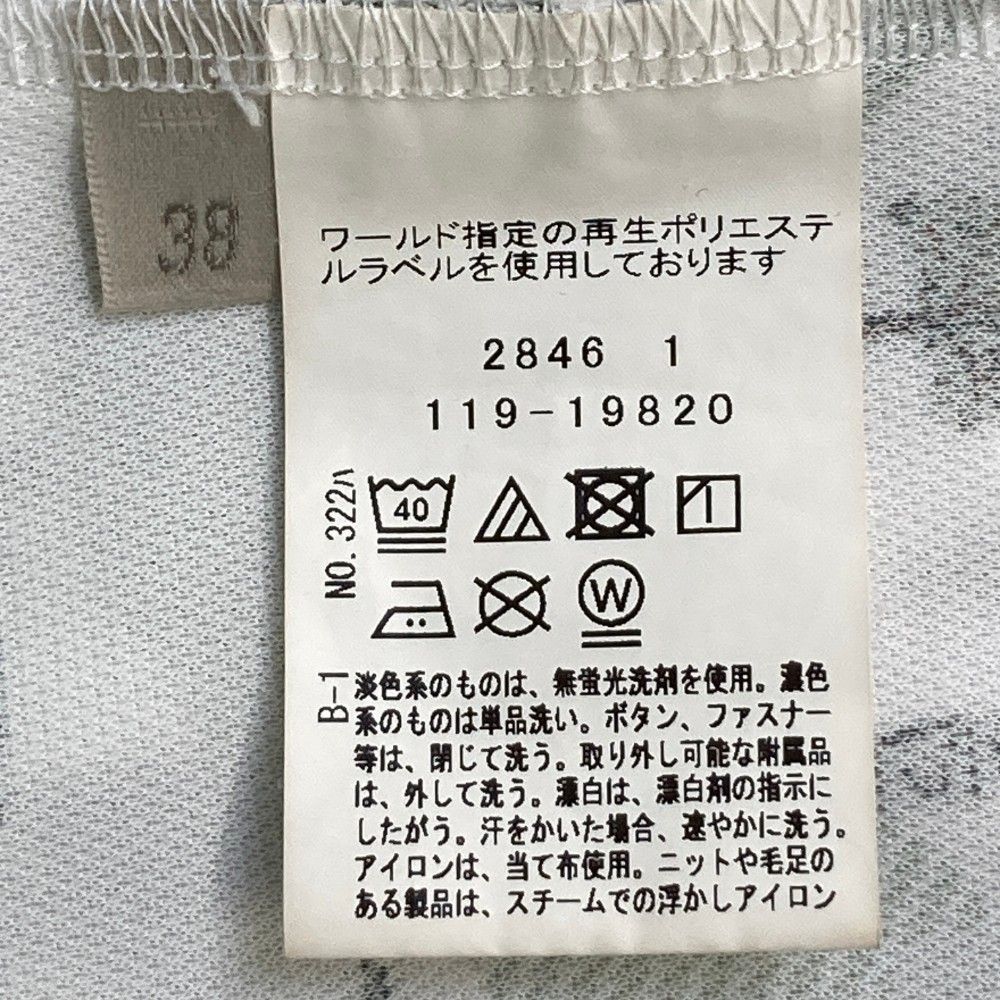 38
ワールド指定の再生ポリエステ
ルラベルを使用しております
2846 1
119-19820
NO.322ハ
40
W
B-1
淡色系のものは、無蛍光洗剤を使用。濃色
系のものは単品洗い。ボタン、ファスナー
等は、閉じて洗う。取り外し可能な附属品
は、外して洗う。漂白は、漂白剤の指示に
したがう。汗をかいた場合、速やかに洗う。
アイロンは、当て布使用。ニットや毛足の
ある製品は、スチームでの浮かしアイロン